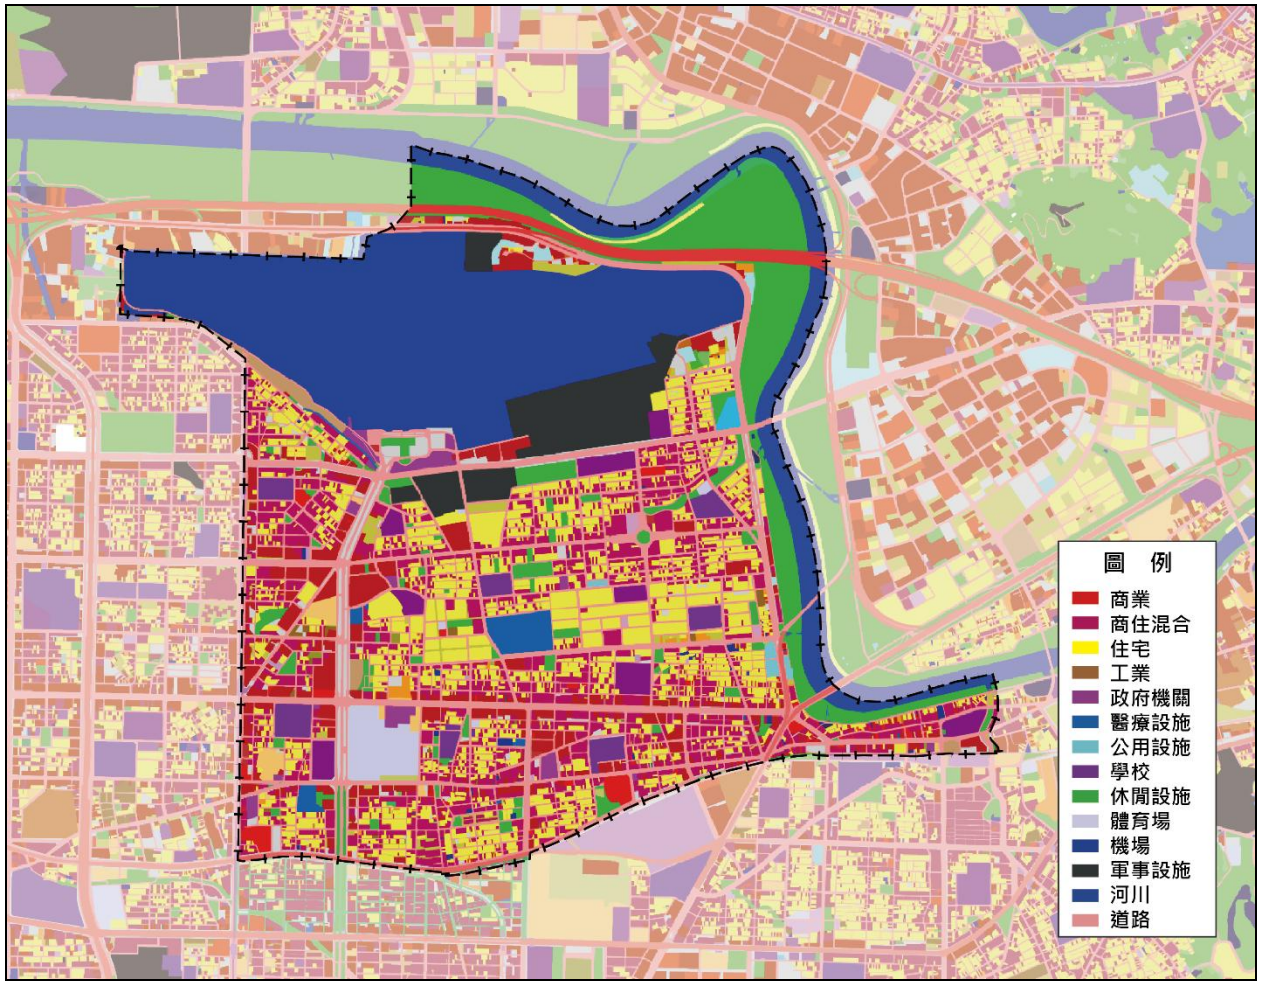 圖 例
商業
商住混合
住宅
工業
政府機關
醫療設施
公用設施
學校
休閒設施
體育場
機場
軍事設施
河川
道路